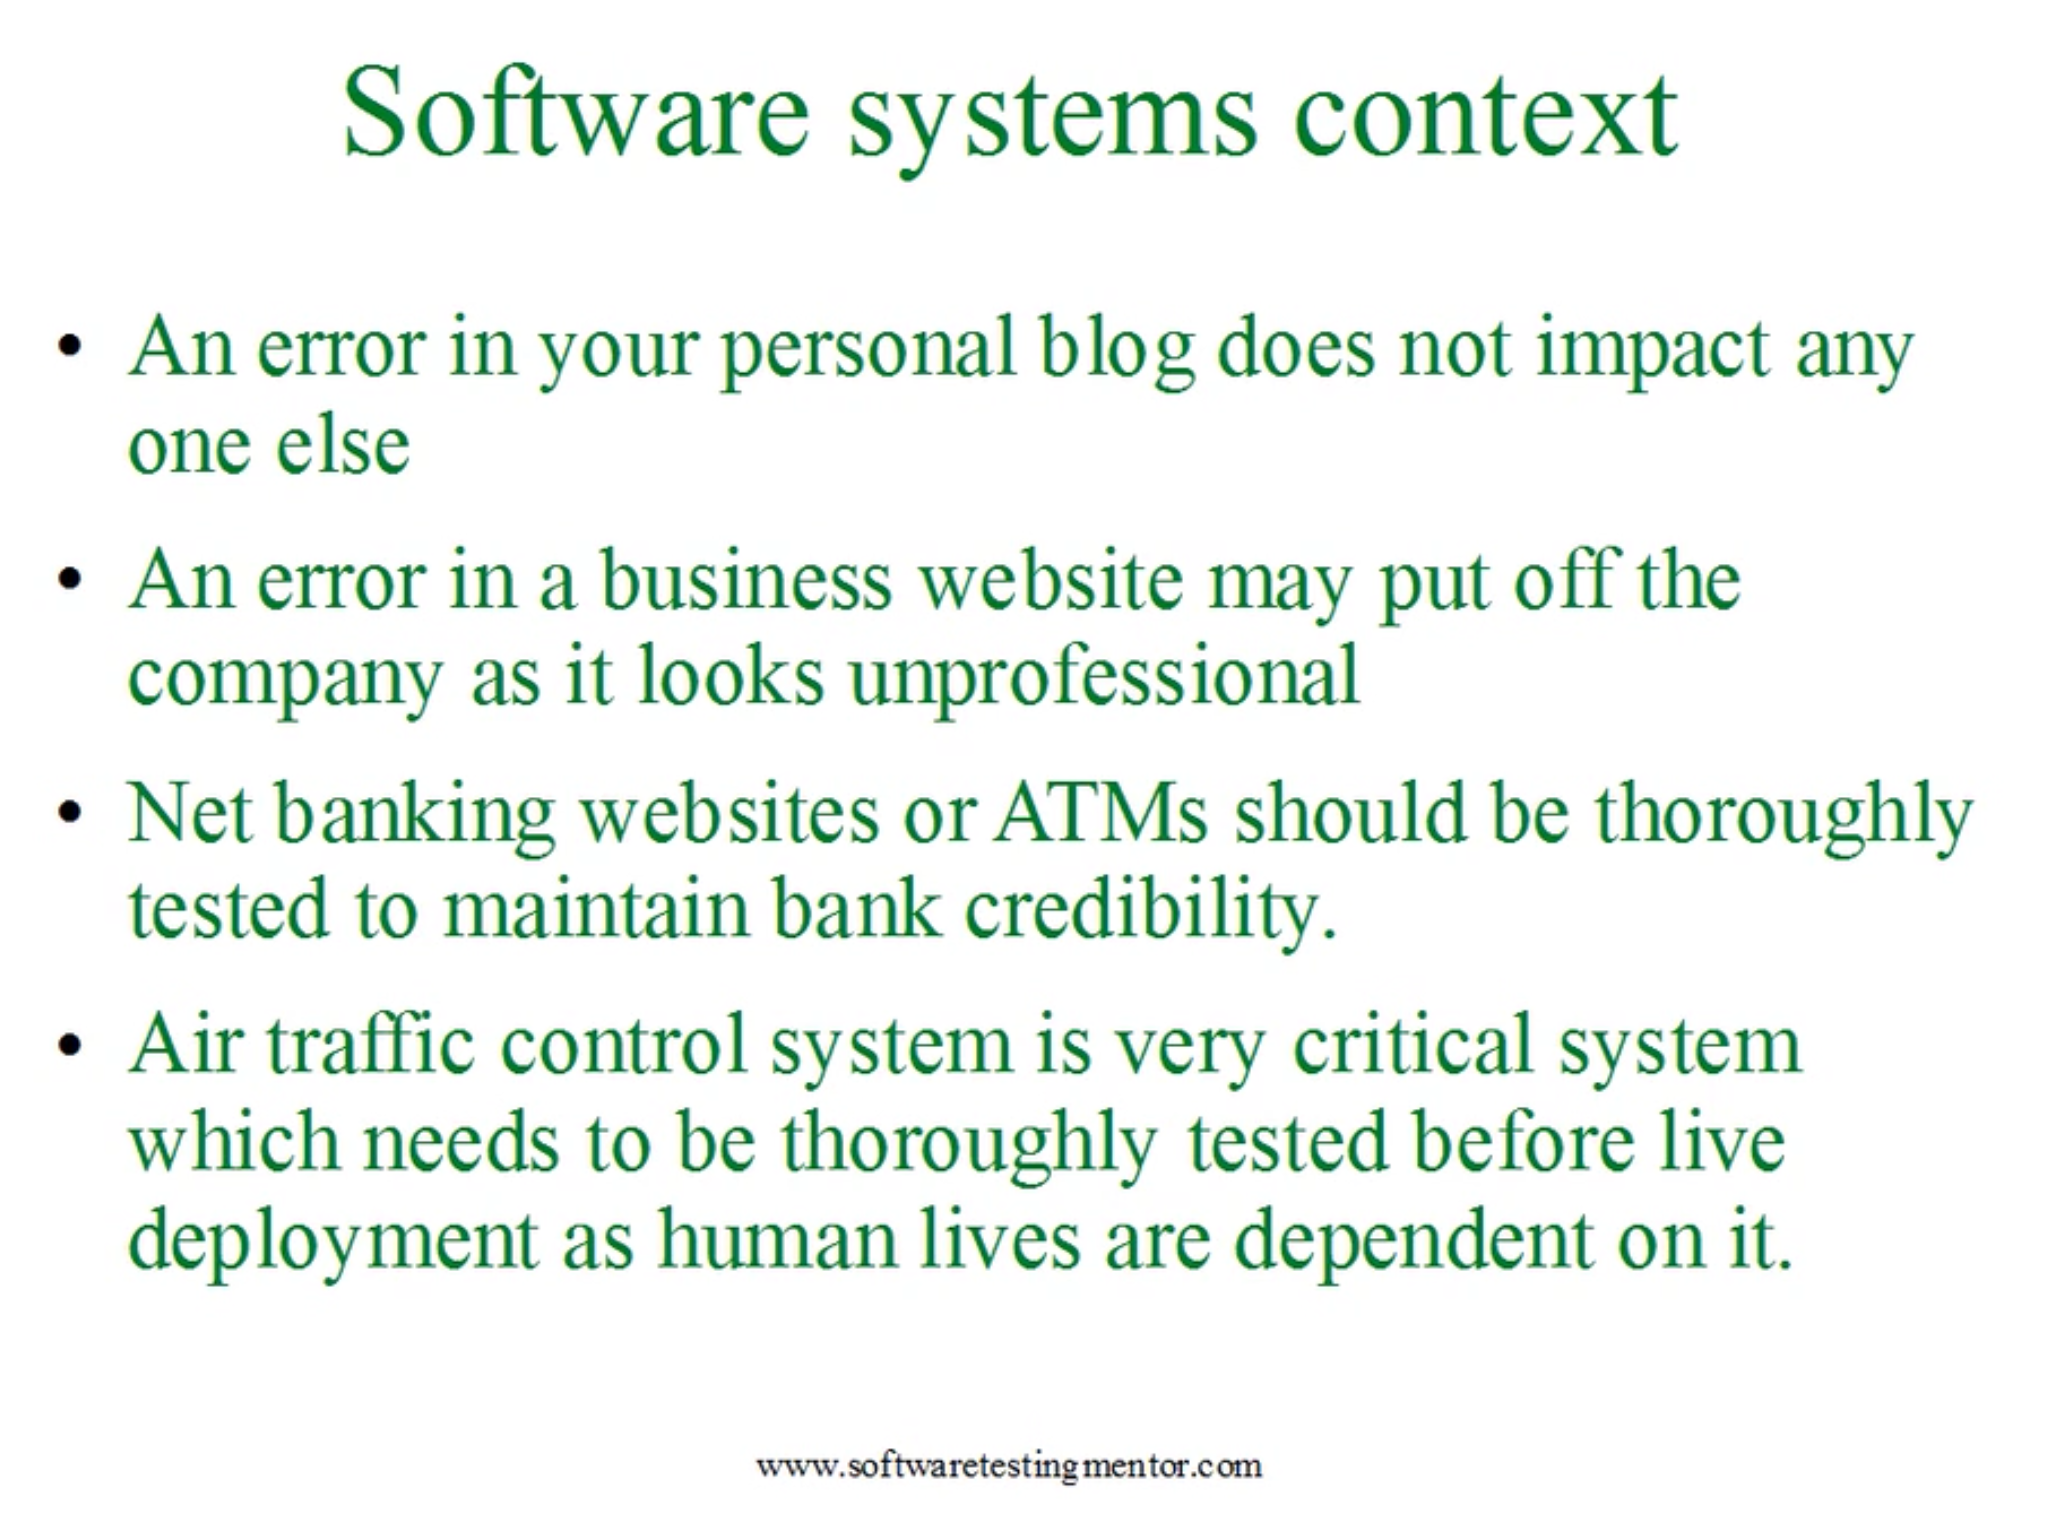 Software systems context
• An error in your personal blog does not impact any
one else
• An error in a business website may put off the
company as it looks unprofessional
• Net banking websites or ATMs should be thoroughly
tested to maintain bank credibility.
• Air traffic control system is very critical system
which needs to be thoroughly tested before live
deployment as human lives are dependent on it.
www.softwaretestingmentor.com